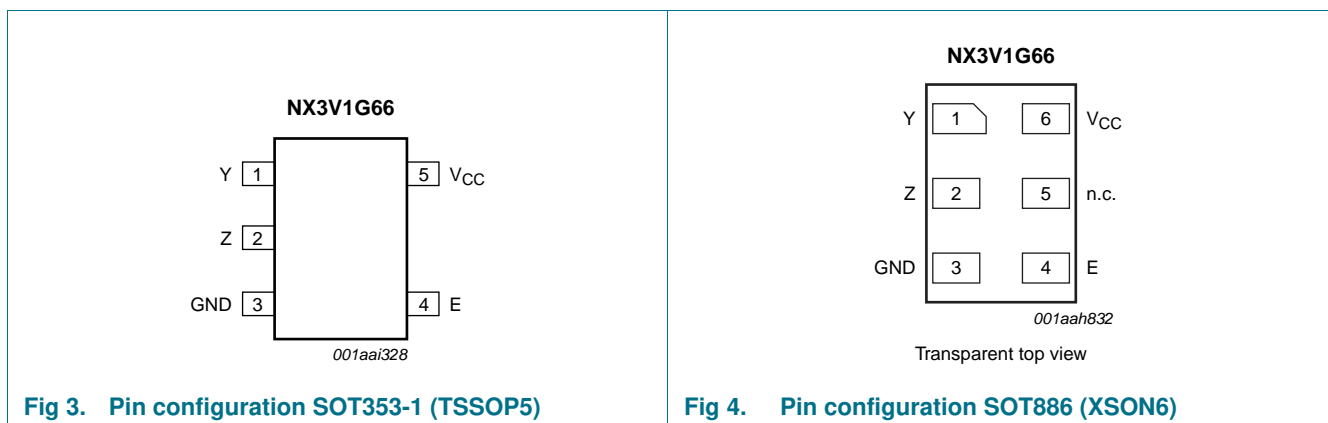 NX3V1G66
Y 1
5 VCC
Z 2
GND 3
4 E
001aai328
Fig 3. Pin configuration SOT353-1 (TSSOP5)
NX3V1G66
Y 1
6 VCC
Z 2
5 n.c.
GND 3
4 E
001aah832
Transparent top view
Fig 4. Pin configuration SOT886 (XSON6)